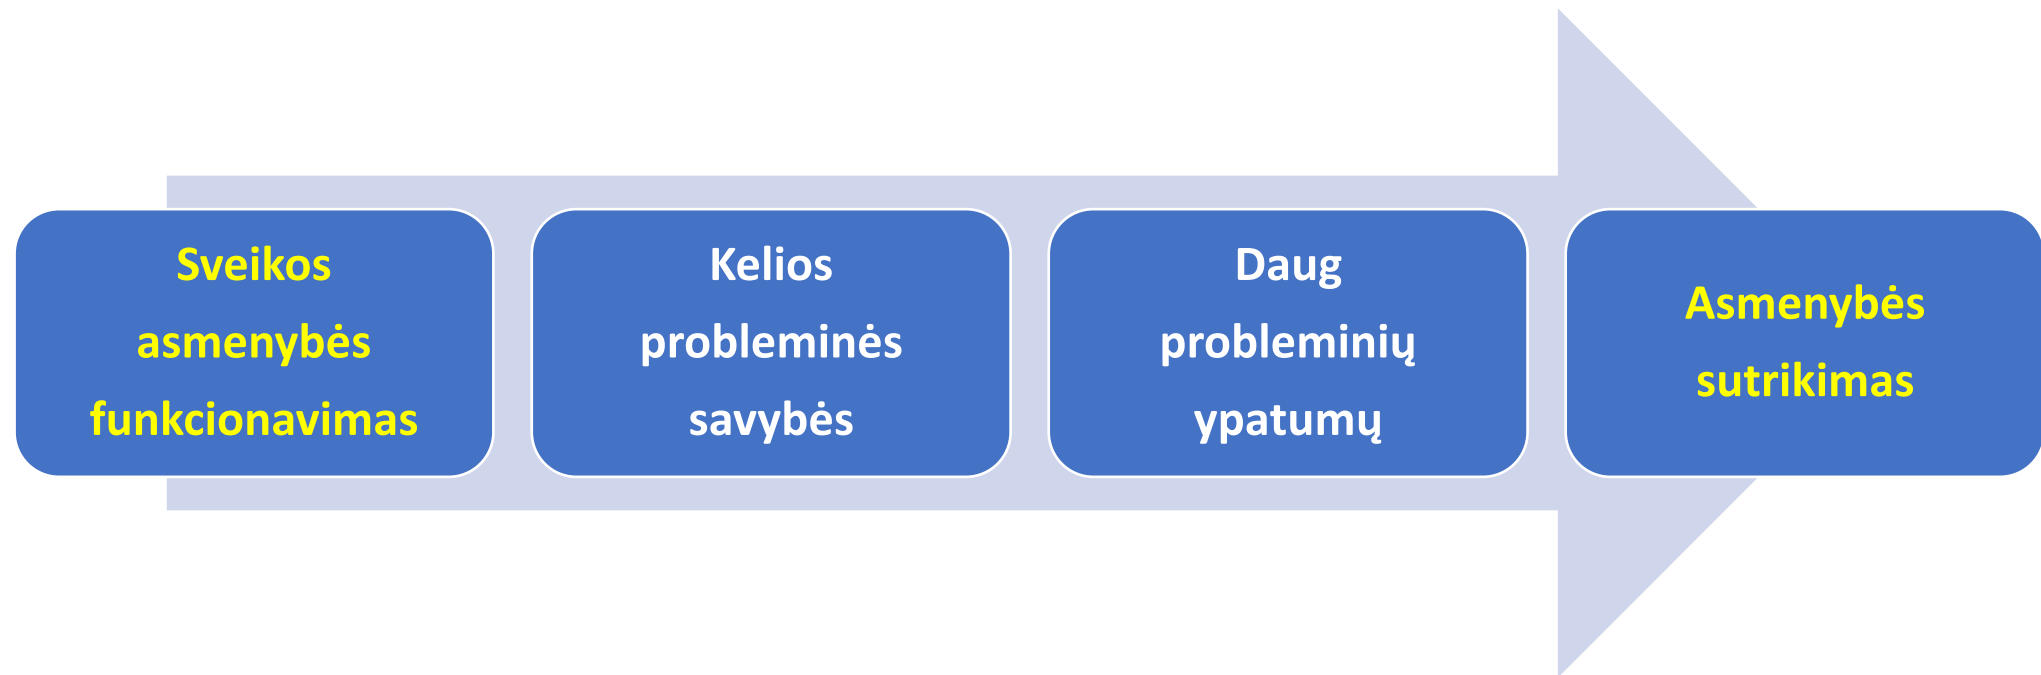 Sveikos
asmenybės
funkcionavimas
Kelios
probleminės
savybės
Daug
probleminių
ypatumų
Asmenybės
sutrikimas